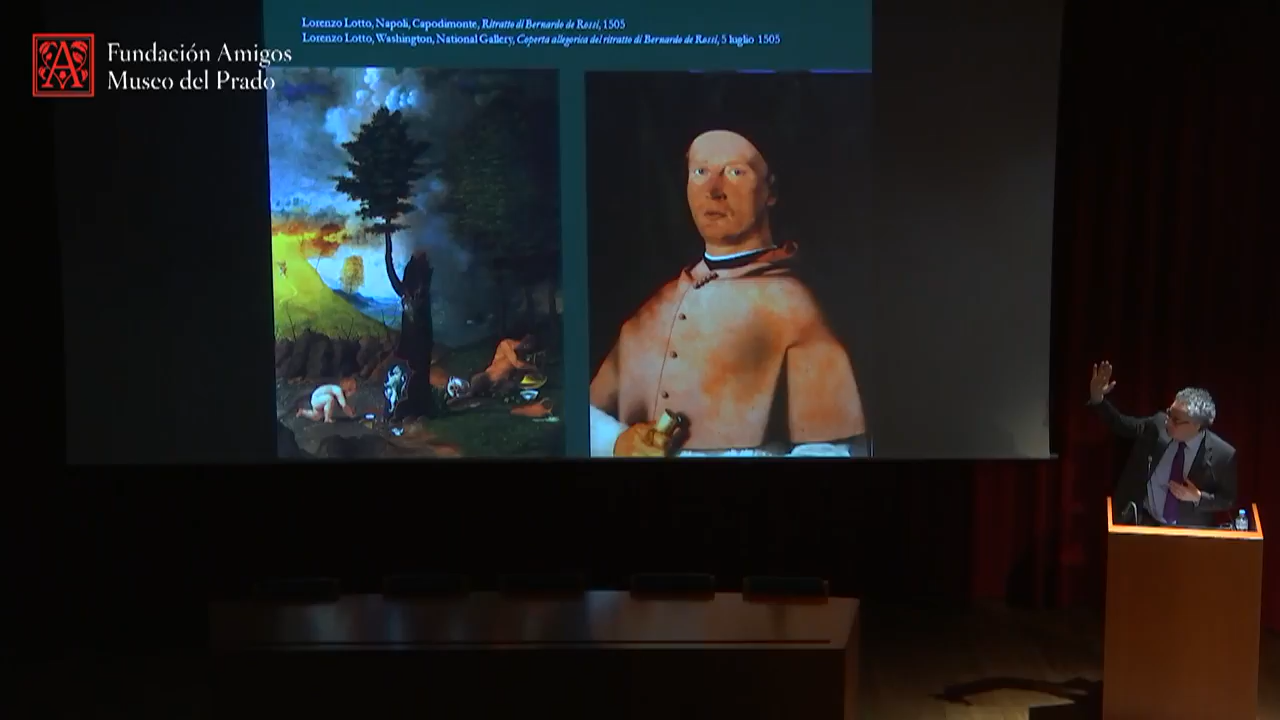 Lorenzo Lotto, Napoli, Capodimonte, Ritratto di Bernardo de Rossi, 1505
Lorenzo Lotto, Washington, National Gallery, Coperta allegorica del ritratto di Bernardo de Rossi, 5 luglio 1505
Fundación Amigos
Museo del Prado